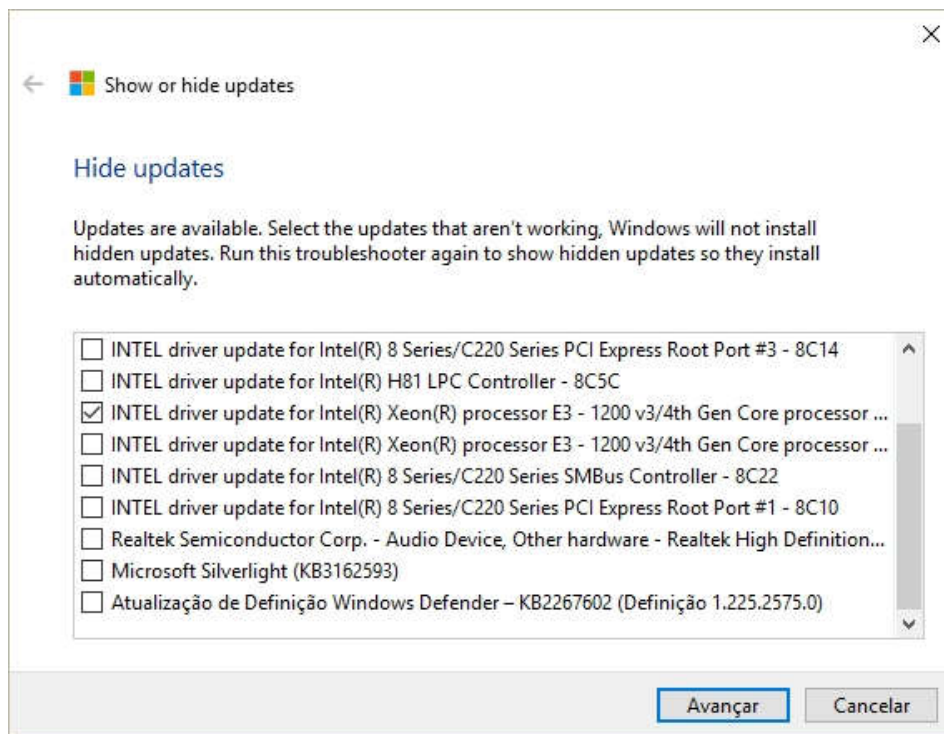 Show or hide updates
Hide updates
Updates are available. Select the updates that aren't working, Windows will not install
hidden updates. Run this troubleshooter again to show hidden updates so they install
automatically.
INTEL driver update for Intel(R) 8 Series/C220 Series PCI Express Root Port #3 - 8C14
INTEL driver update for Intel(R) H81 LPC Controller - 8C5C
INTEL driver update for Intel(R) Xeon(R) processor E3 - 1200 v3/4th Gen Core processor ...
INTEL driver update for Intel(R) Xeon(R) processor E3 - 1200 v3/4th Gen Core processor ...
INTEL driver update for Intel(R) 8 Series/C220 Series SMBus Controller - 8C22
INTEL driver update for Intel(R) 8 Series/C220 Series PCI Express Root Port #1 - 8C10
Realtek Semiconductor Corp. - Audio Device, Other hardware - Realtek High Definition...
Microsoft Silverlight (KB3162593)
Atualização de Definição Windows Defender – KB2267602 (Definição 1.225.2575.0)
Avançar
Cancelar